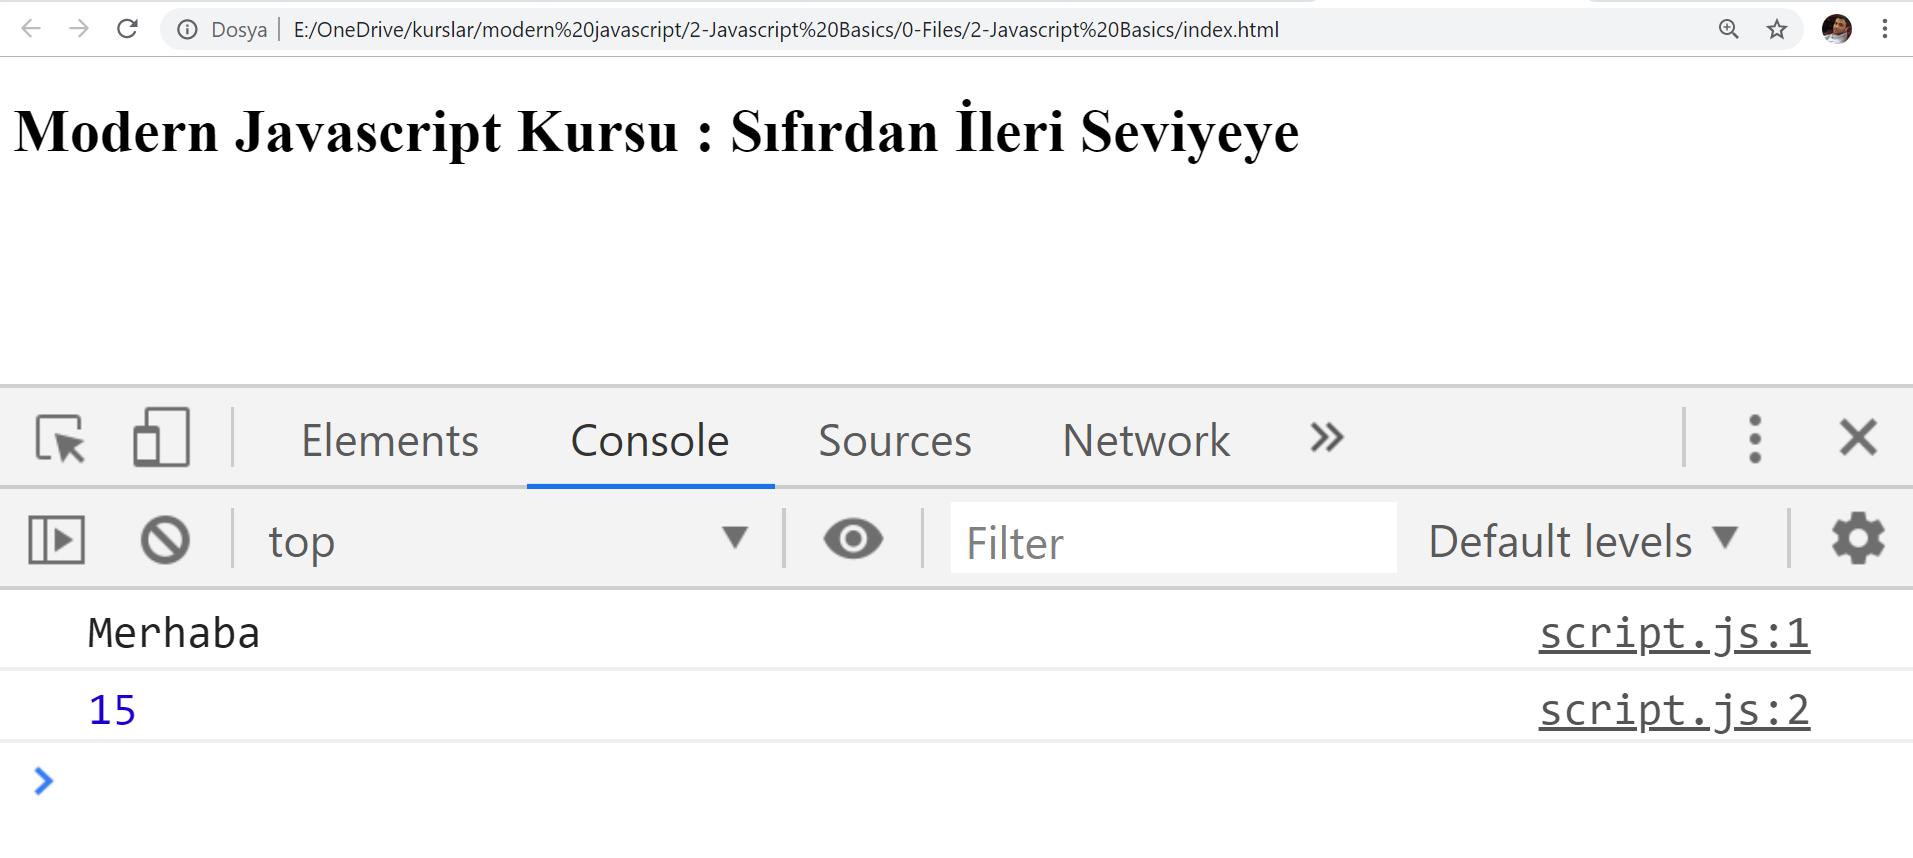 Dosya | E:/OneDrive/kurslar/modern%20javascript/2-Javascript%20Basics/0-Files/2-Javascript%20Basics/index.html
Modern Javascript Kursu : Sıfırdan İleri Seviyeye
Elements Console Sources Network
top Filter Default levels
Merhaba script.js:1
15 script.js:2